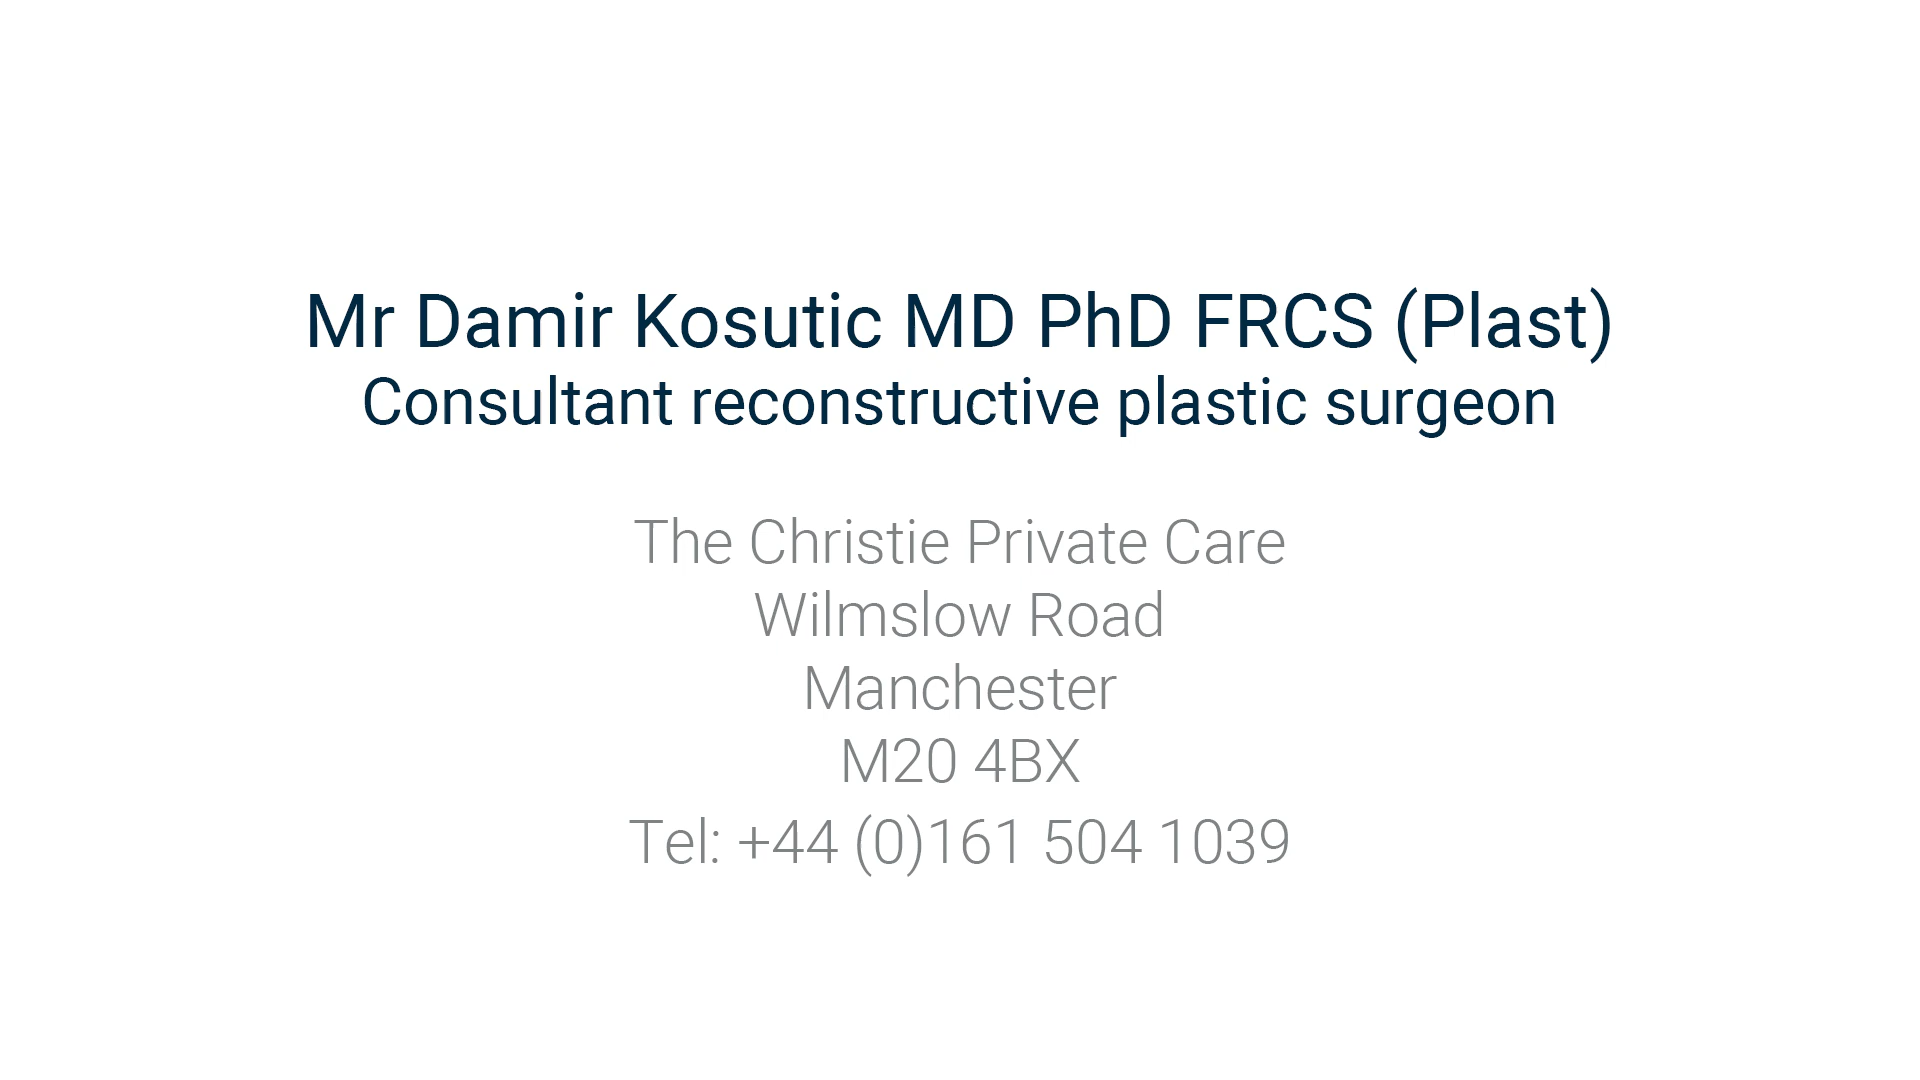 Mr Damir Kosutic MD PhD FRCS (Plast)
Consultant reconstructive plastic surgeon
The Christie Private Care
Wilmslow Road
Manchester
M20 4BX
Tel: +44 (0)161 504 1039